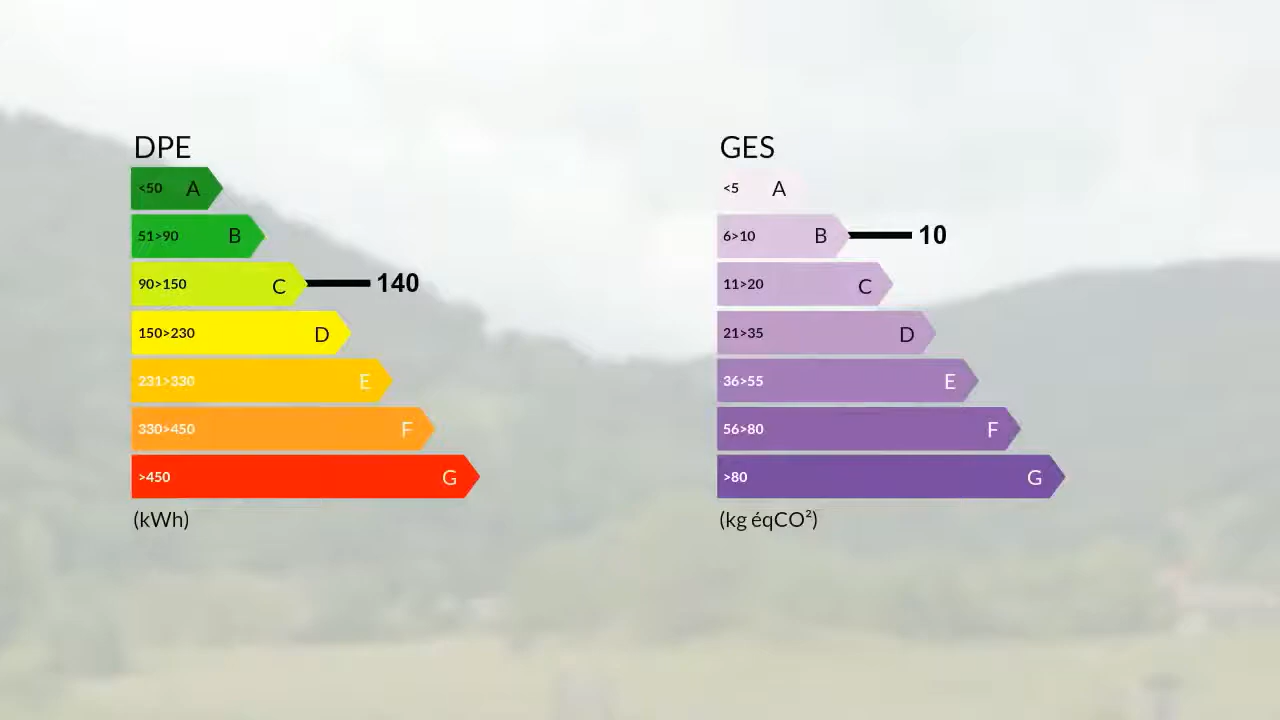 DPE
<50 A
51>90 B
90>150 C 140
150>230 D
231>330 E
330>450 F
>450 G
(kWh)
GES
<5 A
6>10 B 10
11>20 C
21>35 D
36>55 E
56>80 F
>80 G
(kg éqCO²)